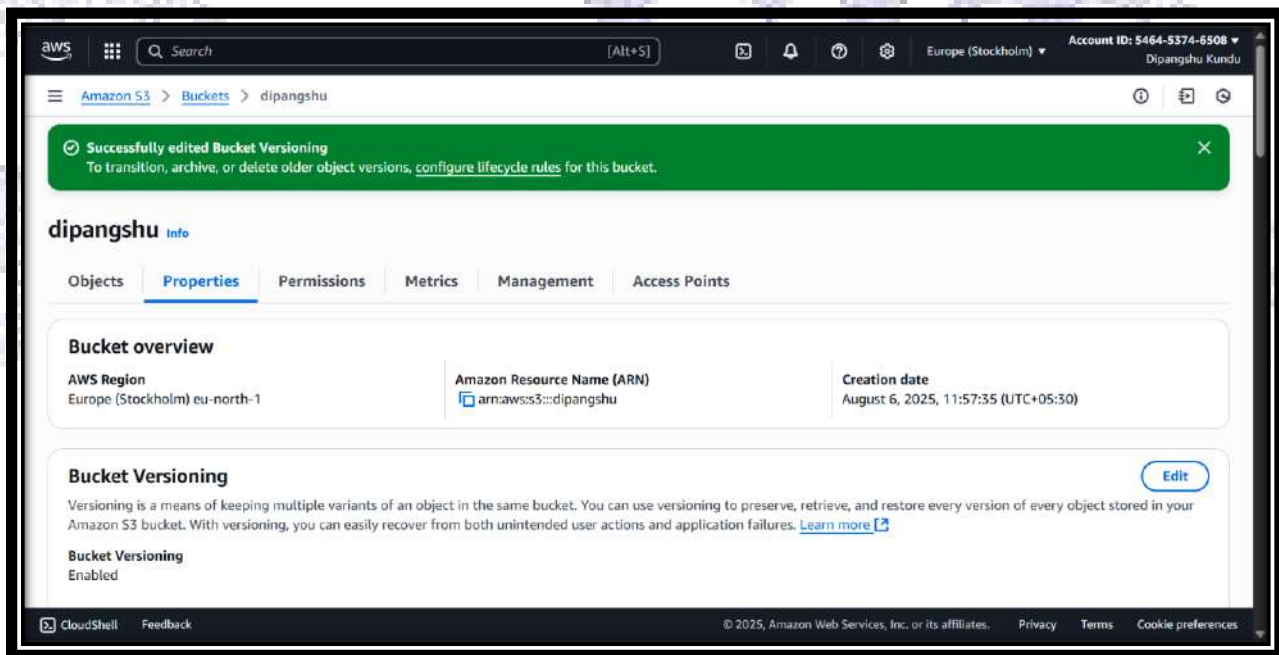 aws Search [Alt+S] Europe (Stockholm) ▼ Account ID: 5464-5374-6508 ▼
Dipangshu Kundu
Amazon S3 > Buckets > dipangshu
Successfully edited Bucket Versioning
To transition, archive, or delete older object versions, configure lifecycle rules for this bucket.
dipangshu Info
Objects Properties Permissions Metrics Management Access Points
Bucket overview
AWS Region Amazon Resource Name (ARN) Creation date
Europe (Stockholm) eu-north-1 arn:aws:s3:::dipangshu August 6, 2025, 11:57:35 (UTC+05:30)
Bucket Versioning Edit
Versioning is a means of keeping multiple variants of an object in the same bucket. You can use versioning to preserve, retrieve, and restore every version of every object stored in your
Amazon S3 bucket. With versioning, you can easily recover from both unintended user actions and application failures. Learn more
Bucket Versioning
Enabled
CloudShell Feedback © 2025, Amazon Web Services, Inc. or its affiliates. Privacy Terms Cookie preferences